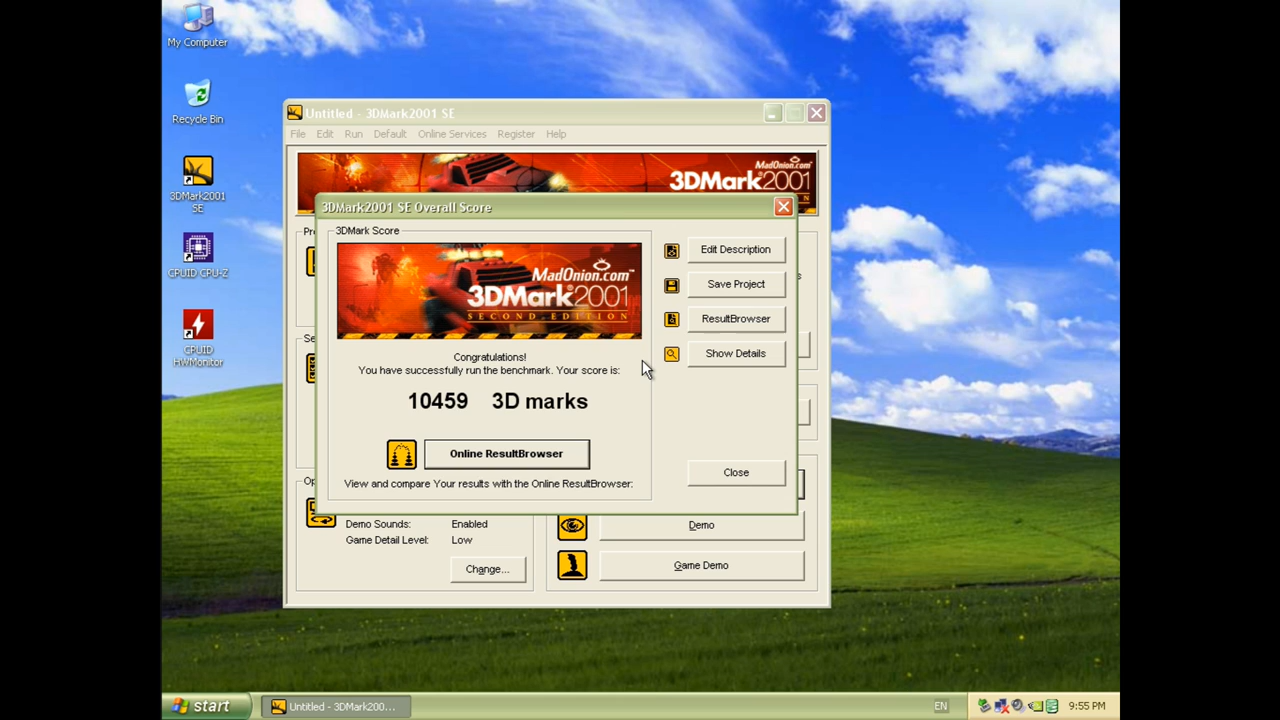 My Computer
Recycle Bin
3DMark2001
SE
CPUID CPU-Z
CPUID
HWMonitor
Untitled - 3DMark2001 SE
File Edit Run Default Online Services Register Help
MadOnion.com
3DMark2001
3DMark2001 SE Overall Score
3DMark Score
MadOnion.com™
3DMark2001
SECOND EDITION
Congratulations!
You have successfully run the benchmark. Your score is:
10459 3D marks
Online ResultBrowser
View and compare Your results with the Online ResultBrowser:
Edit Description
Save Project
ResultBrowser
Show Details
Close
Demo Sounds: Enabled
Game Detail Level: Low
Change...
Demo
Game Demo
start
Untitled - 3DMark200...
EN
9:55 PM